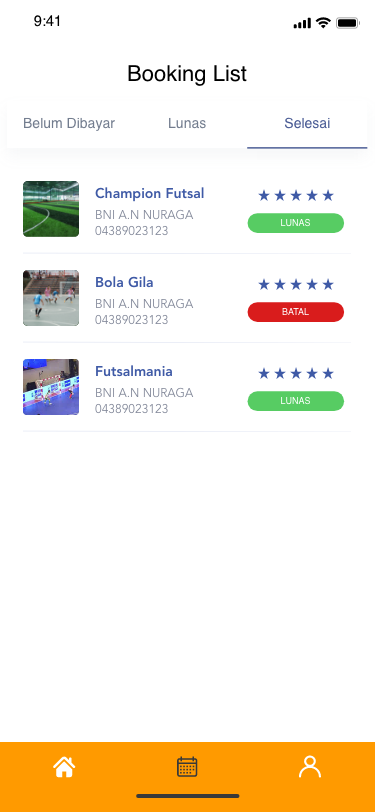 9:41
Booking List
Belum Dibayar
Lunas
Selesai
Champion Futsal
BNI A.N NURAGA
04389023123
LUNAS
Bola Gila
BNI A.N NURAGA
04389023123
BATAL
Futsalmania
BNI A.N NURAGA
04389023123
LUNAS